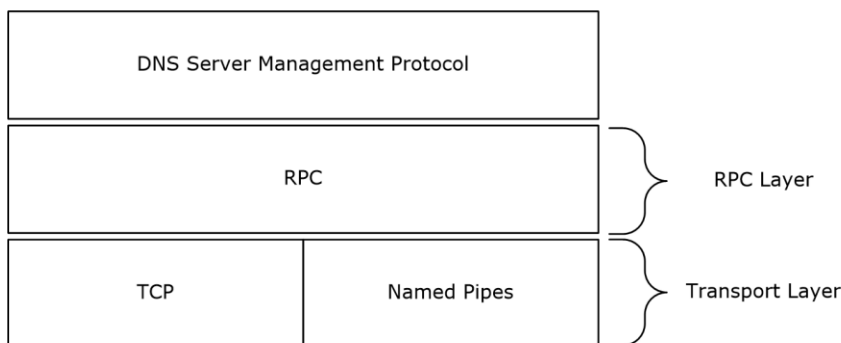 DNS Server Management Protocol
RPC
RPC Layer
TCP
Named Pipes
Transport Layer